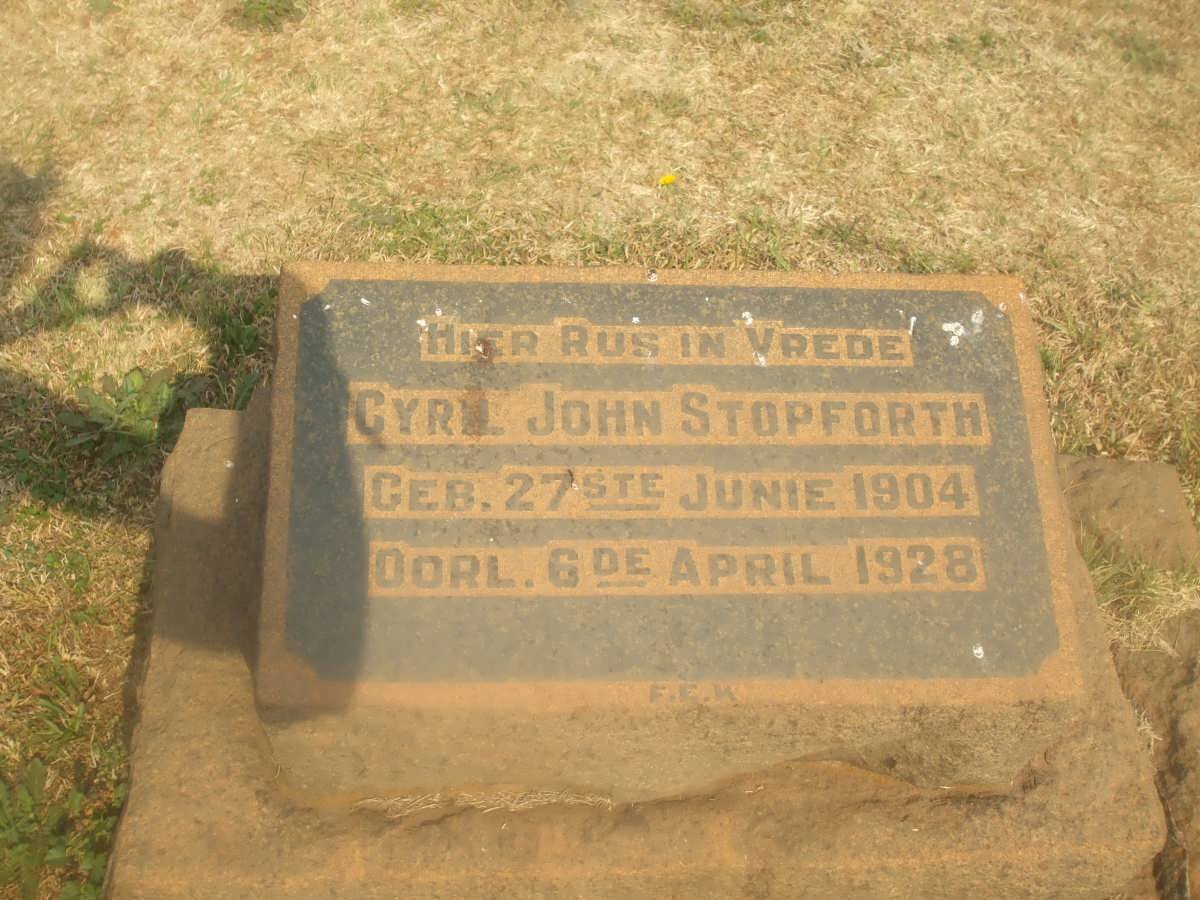 HIER RUS IN VREDE
CYRIL JOHN STOPFORTH
GEB. 27STE JUNIE 1904
OORL. 6DE APRIL 1928
F.E.K.